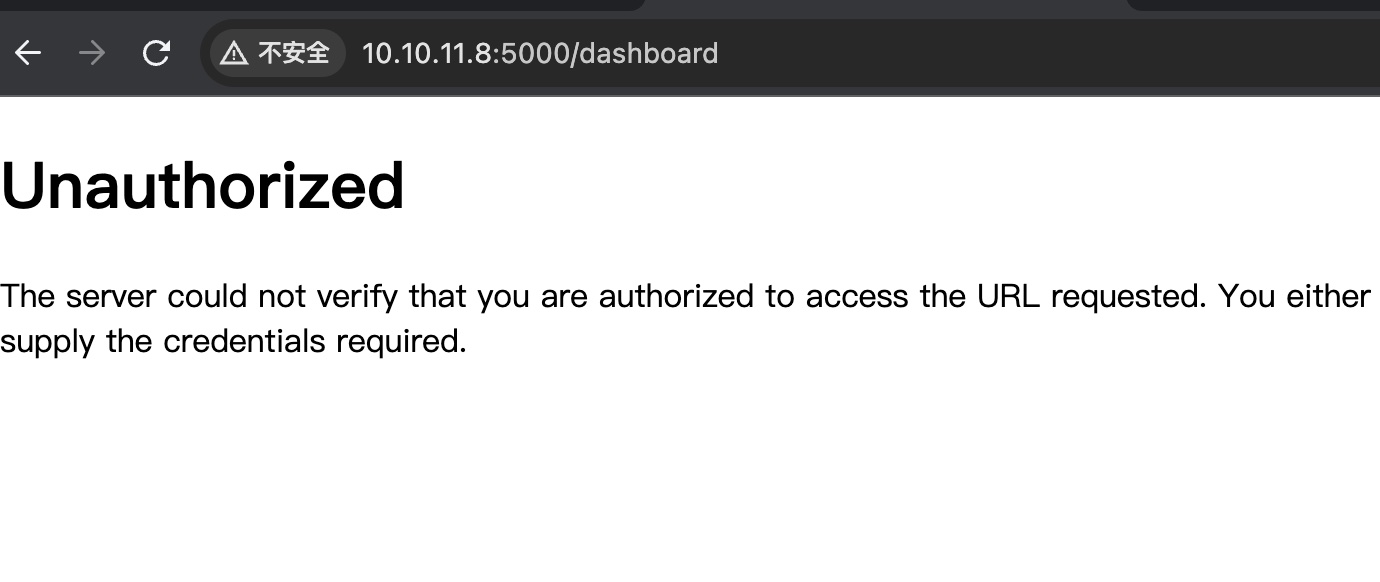 不安全 10.10.11.8:5000/dashboard
Unauthorized
The server could not verify that you are authorized to access the URL requested. You either
supply the credentials required.